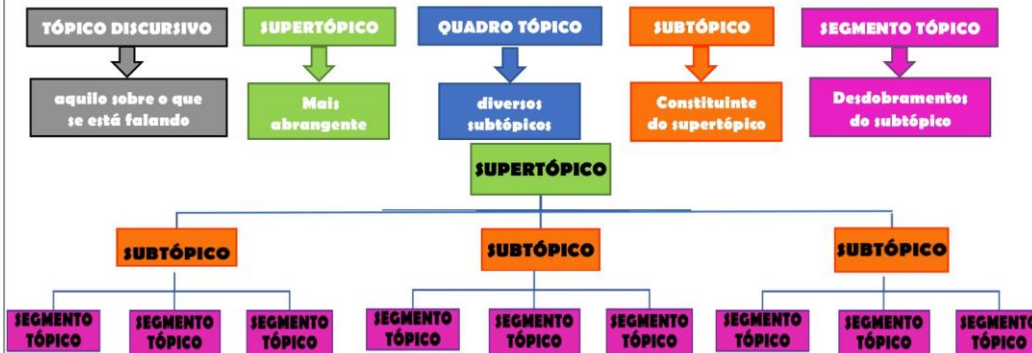 TÓPICO DISCURSIVO
SUPERTÓPICO
QUADRO TÓPICO
SUBTÓPICO
SEGMENTO TÓPICO
aquilo sobre o que
se está falando
Mais
abrangente
diversos
subtópicos
Constituinte
do supertópico
Desdobramentos
do subtópico
SUPERTÓPICO
SUBTÓPICO
SUBTÓPICO
SUBTÓPICO
SEGMENTO
TÓPICO
SEGMENTO
TÓPICO
SEGMENTO
TÓPICO
SEGMENTO
TÓPICO
SEGMENTO
TÓPICO
SEGMENTO
TÓPICO
SEGMENTO
TÓPICO
SEGMENTO
TÓPICO
SEGMENTO
TÓPICO